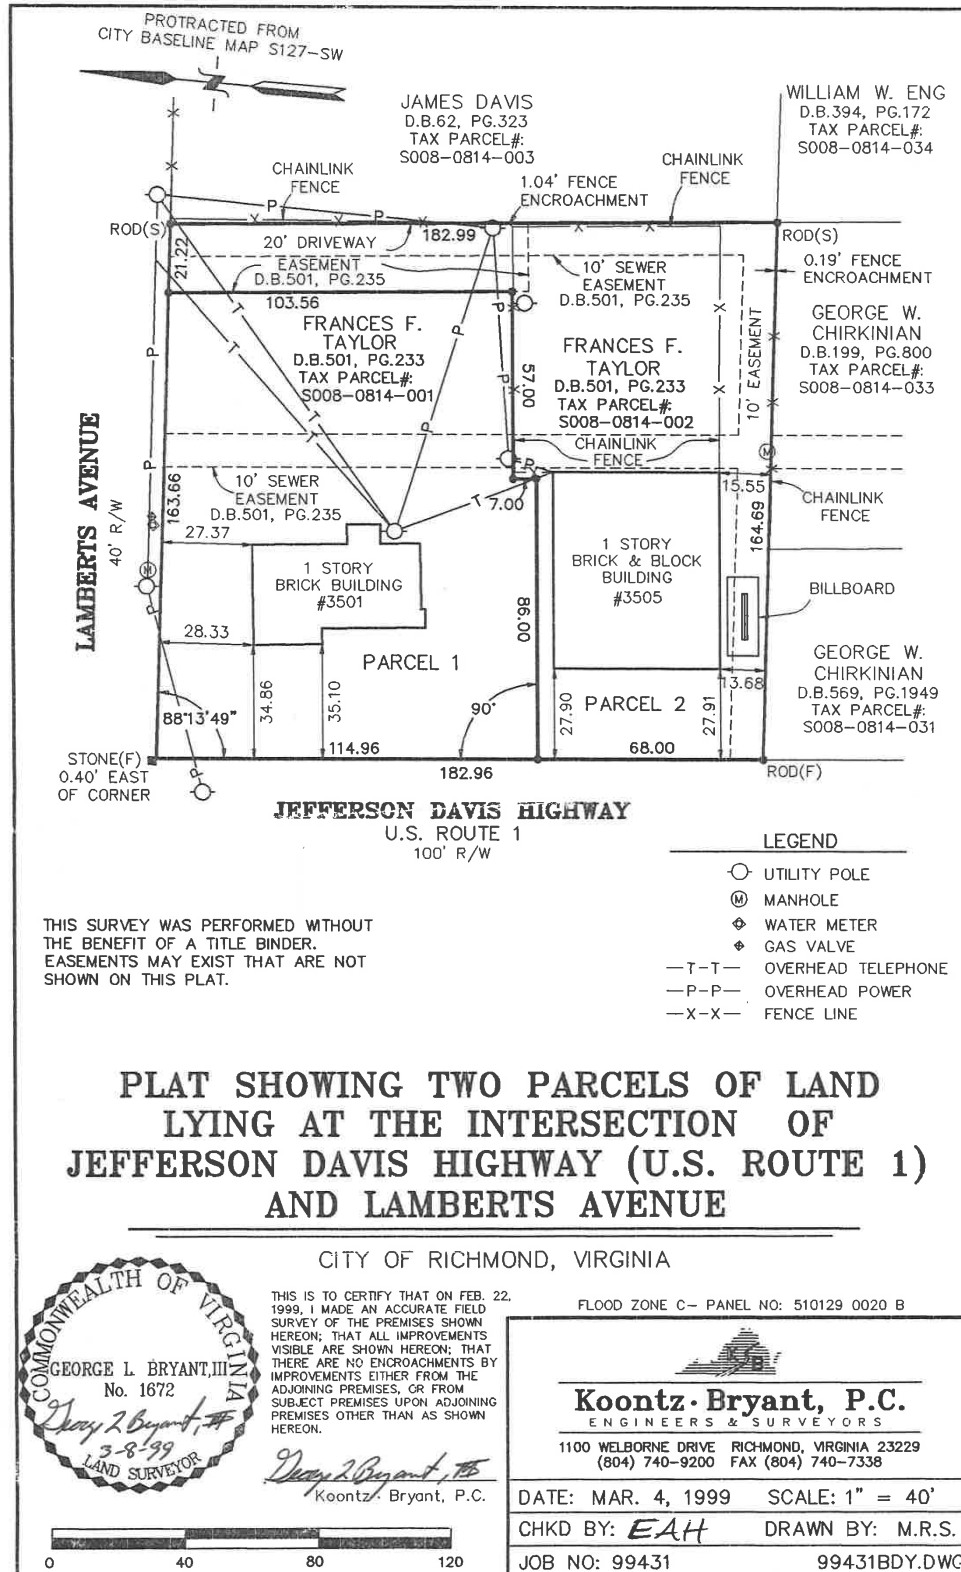 PROTRACTED FROM
CITY BASELINE MAP S127-SW
JAMES DAVIS
D.B.62, PG.323
TAX PARCEL#:
S008-0814-003
WILLIAM W. ENG
D.B.394, PG.172
TAX PARCEL#:
S008-0814-034
CHAINLINK
FENCE
1.04' FENCE
ENCROACHMENT
CHAINLINK
FENCE
ROD(S)
182.99
ROD(S)
21.22
20' DRIVEWAY
EASEMENT
D.B.501, PG.235
103.56
10' SEWER
EASEMENT
D.B.501, PG.235
0.19' FENCE
ENCROACHMENT
FRANCES F.
TAYLOR
D.B.501, PG.233
TAX PARCEL#:
S008-0814-001
57.00
FRANCES F.
TAYLOR
D.B.501, PG.233
TAX PARCEL#:
S008-0814-002
10' EASEMENT
GEORGE W.
CHIRKINIAN
D.B.199, PG.800
TAX PARCEL#:
S008-0814-033
CHAINLINK
FENCE
LAMBERTS AVENUE
40' R/W
163.66
10' SEWER
EASEMENT
D.B.501, PG.235
7.00
15.55
M
CHAINLINK
FENCE
164.69
27.37
1 STORY
BRICK BUILDING
#3501
1 STORY
BRICK & BLOCK
BUILDING
#3505
BILLBOARD
M
86.00
28.33
PARCEL 1
GEORGE W.
CHIRKINIAN
D.B.569, PG.1949
TAX PARCEL#:
S008-0814-031
13.68
34.86
35.10
27.90
PARCEL 2
27.91
88°13'49"
90°
114.96
68.00
STONE(F)
0.40' EAST
OF CORNER
182.96
ROD(F)
JEFFERSON DAVIS HIGHWAY
U.S. ROUTE 1
100' R/W
LEGEND
UTILITY POLE
M MANHOLE
WATER METER
GAS VALVE
—T-T— OVERHEAD TELEPHONE
—P-P— OVERHEAD POWER
—X-X— FENCE LINE
THIS SURVEY WAS PERFORMED WITHOUT
THE BENEFIT OF A TITLE BINDER.
EASEMENTS MAY EXIST THAT ARE NOT
SHOWN ON THIS PLAT.
PLAT SHOWING TWO PARCELS OF LAND
LYING AT THE INTERSECTION OF
JEFFERSON DAVIS HIGHWAY (U.S. ROUTE 1)
AND LAMBERTS AVENUE
CITY OF RICHMOND, VIRGINIA
COMMONWEALTH OF VIRGINIA
GEORGE L. BRYANT, III
No. 1672
George L Bryant, III
3-8-99
LAND SURVEYOR
THIS IS TO CERTIFY THAT ON FEB. 22,
1999, I MADE AN ACCURATE FIELD
SURVEY OF THE PREMISES SHOWN
HEREON; THAT ALL IMPROVEMENTS
VISIBLE ARE SHOWN HEREON; THAT
THERE ARE NO ENCROACHMENTS BY
IMPROVEMENTS EITHER FROM THE
ADJOINING PREMISES, OR FROM
SUBJECT PREMISES UPON ADJOINING
PREMISES OTHER THAN AS SHOWN
HEREON.
George L Bryant, III
Koontz - Bryant, P.C.
FLOOD ZONE C- PANEL NO: 510129 0020 B
KB
Koontz · Bryant, P.C.
ENGINEERS & SURVEYORS
1100 WELBORNE DRIVE RICHMOND, VIRGINIA 23229
(804) 740-9200 FAX (804) 740-7338
DATE: MAR. 4, 1999 SCALE: 1" = 40'
CHKD BY: EAH DRAWN BY: M.R.S.
JOB NO: 99431 99431BDY.DWG
0 40 80 120